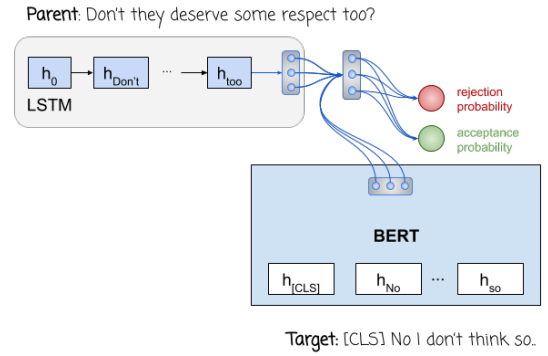 Parent: Don't they deserve some respect too?
h0 hDon't ... htoo
LSTM
rejection
probability
acceptance
probability
BERT
h[CLS] hNo ... hso
Target: [CLS] No I don't think so..